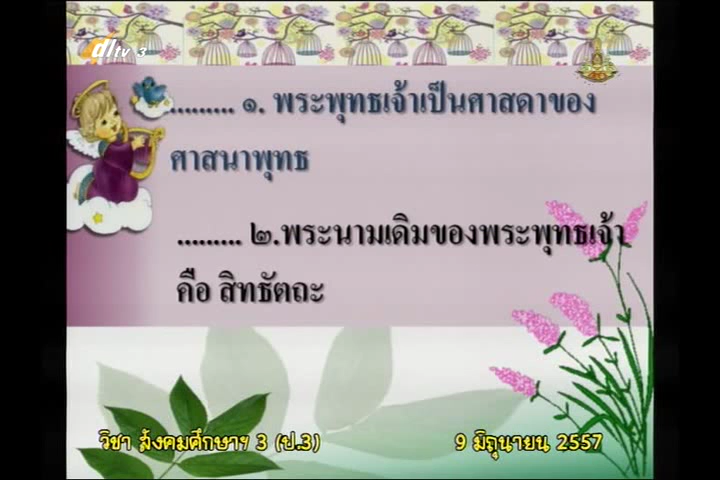 dltv 3
......... ๑. พระพุทธเจ้าเป็นศาสดาของ
ศาสนาพุทธ
......... ๒.พระนามเดิมของพระพุทธเจ้า
คือ สิทธัตถะ
วิชา สังคมศึกษาฯ 3 (ป.3)
9 มิถุนายน 2557